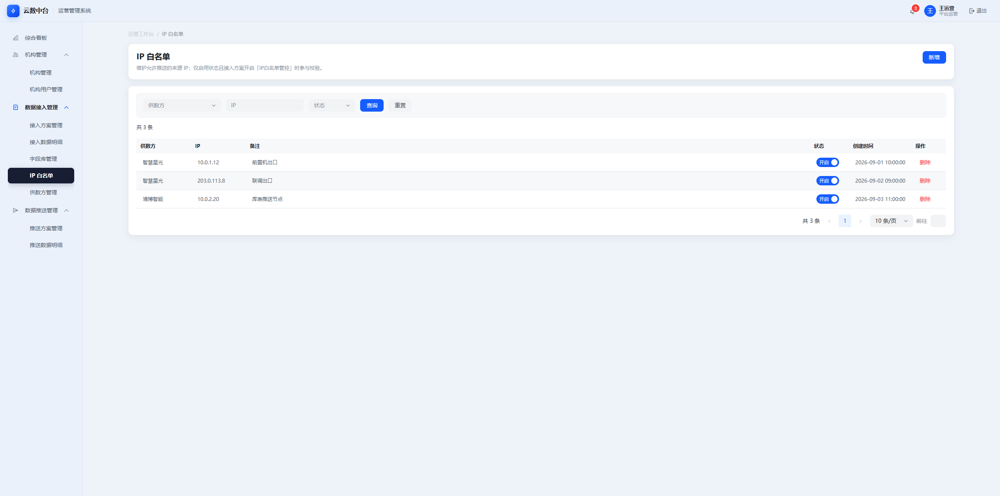 云数中台 运营管理系统 3 王 王运营 退出
平台运营
综合看板
机构管理
机构管理
机构用户管理
数据接入管理
接入方案管理
接入数据明细
字段库管理
IP 白名单
供数方管理
数据推送管理
推送方案管理
推送数据明细
运营工作台 / IP 白名单
IP 白名单 新增
维护允许推送的来源 IP；仅启用状态且接入方案开启「IP白名单管控」时参与校验。
供数方 IP 状态 查询 重置
共 3 条
供数方 IP 备注 状态 创建时间 操作
智慧星光 10.0.1.12 前置机出口 开启 2026-09-01 10:00:00 删除
智慧星光 203.0.113.8 联调出口 开启 2026-09-02 09:00:00 删除
清博智能 10.0.2.20 库表推送节点 开启 2026-09-03 11:00:00 删除
共 3 条 1 10 条/页 前往